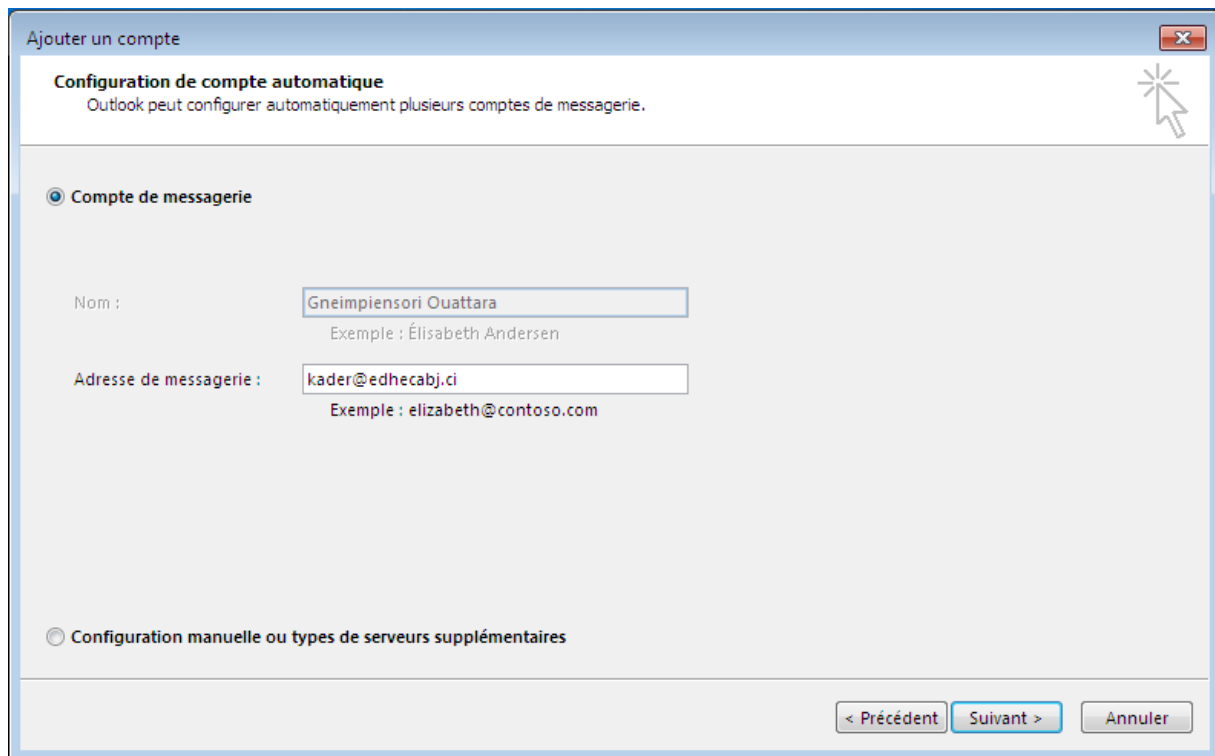 Ajouter un compte
Configuration de compte automatique
Outlook peut configurer automatiquement plusieurs comptes de messagerie.
Compte de messagerie
Nom : Gneimpiensori Ouattara
Exemple : Élisabeth Andersen
Adresse de messagerie : kader@edhecabj.ci
Exemple : elizabeth@contoso.com
Configuration manuelle ou types de serveurs supplémentaires
< Précédent Suivant > Annuler